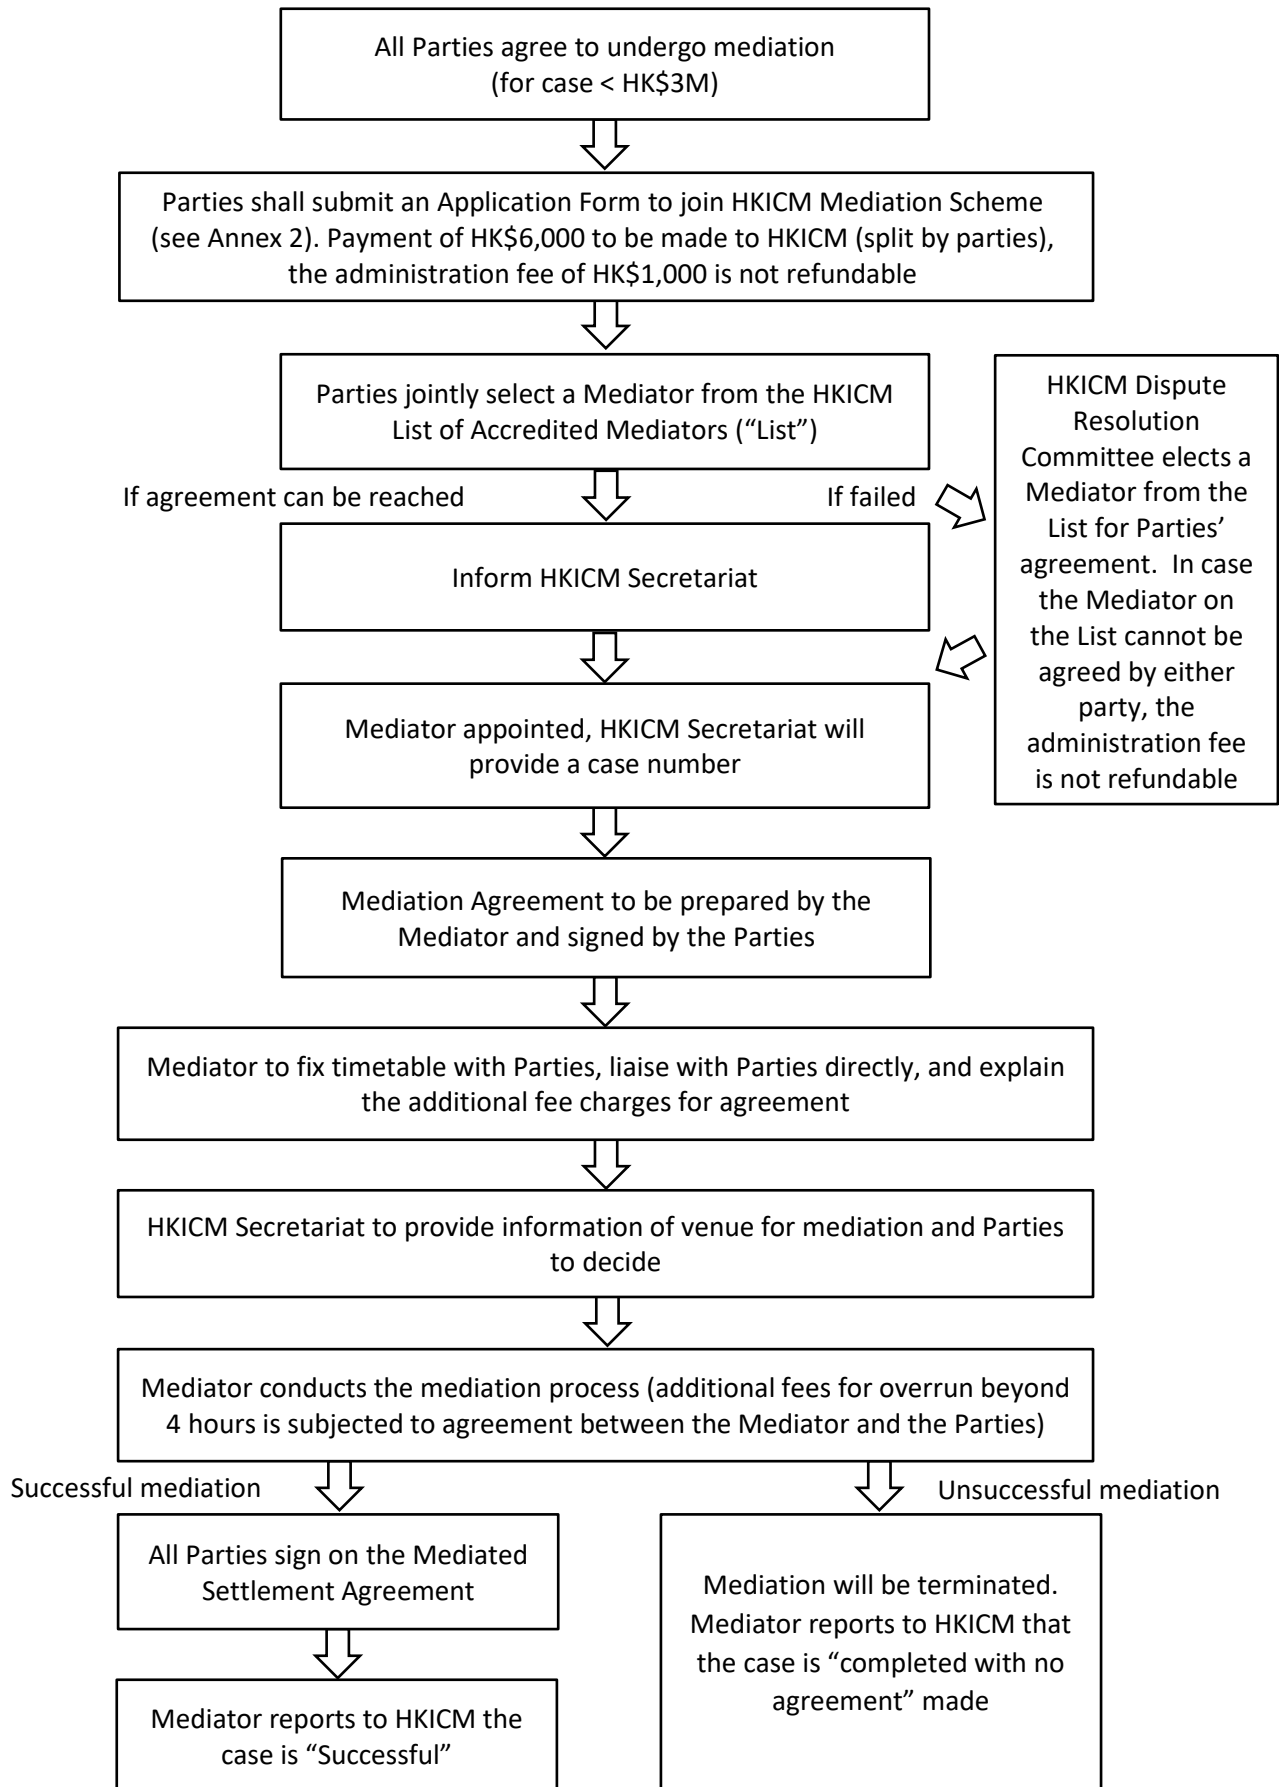 All Parties agree to undergo mediation
(for case < HK$3M)
Parties shall submit an Application Form to join HKICM Mediation Scheme
(see Annex 2). Payment of HK$6,000 to be made to HKICM (split by parties),
the administration fee of HK$1,000 is not refundable
Parties jointly select a Mediator from the HKICM
List of Accredited Mediators (“List”)
If agreement can be reached
If failed
HKICM Dispute
Resolution
Committee elects a
Mediator from the
List for Parties’
agreement.  In case
the Mediator on
the List cannot be
agreed by either
party, the
administration fee
is not refundable
Inform HKICM Secretariat
Mediator appointed, HKICM Secretariat will
provide a case number
Mediation Agreement to be prepared by the
Mediator and signed by the Parties
Mediator to fix timetable with Parties, liaise with Parties directly, and explain
the additional fee charges for agreement
HKICM Secretariat to provide information of venue for mediation and Parties
to decide
Mediator conducts the mediation process (additional fees for overrun beyond
4 hours is subjected to agreement between the Mediator and the Parties)
Successful mediation
Unsuccessful mediation
All Parties sign on the Mediated
Settlement Agreement
Mediator reports to HKICM the
case is “Successful”
Mediation will be terminated.
Mediator reports to HKICM that
the case is “completed with no
agreement” made